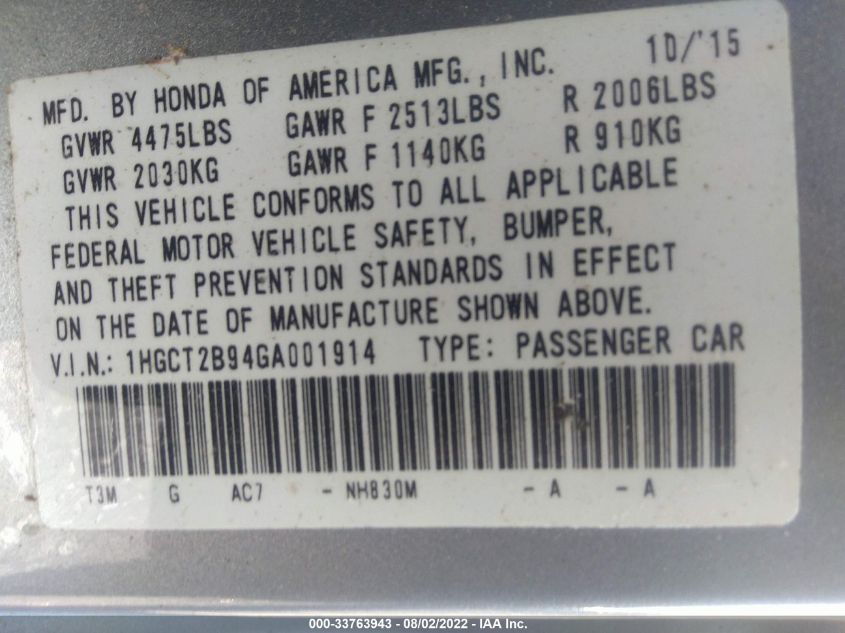 10/'15
MFD. BY HONDA OF AMERICA MFG., INC.
GVWR 4475LBS GAWR F 2513LBS R 2006LBS
GVWR 2030KG GAWR F 1140KG R 910KG
THIS VEHICLE CONFORMS TO ALL APPLICABLE
FEDERAL MOTOR VEHICLE SAFETY, BUMPER,
AND THEFT PREVENTION STANDARDS IN EFFECT
ON THE DATE OF MANUFACTURE SHOWN ABOVE.
V.I.N.: 1HGCT2B94GA001914 TYPE: PASSENGER CAR
T3M G AC7 - NH830M - A - A
000-33763943 - 08/02/2022 - IAA Inc.